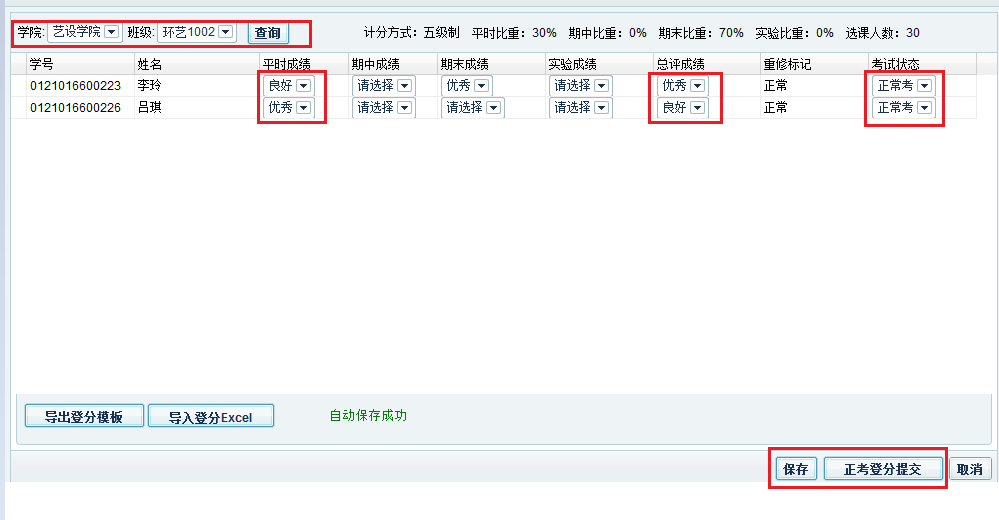 学院: 艺设学院 班级: 环艺1002 查询 计分方式：五级制 平时比重：30% 期中比重：0% 期末比重：70% 实验比重：0% 选课人数：30
学号 姓名 平时成绩 期中成绩 期末成绩 实验成绩 总评成绩 重修标记 考试状态
0121016600223 李玲 良好 请选择 优秀 请选择 优秀 正常 正常考
0121016600226 吕琪 优秀 请选择 请选择 请选择 良好 正常 正常考
导出登分模板 导入登分Excel 自动保存成功
保存 正考登分提交 取消